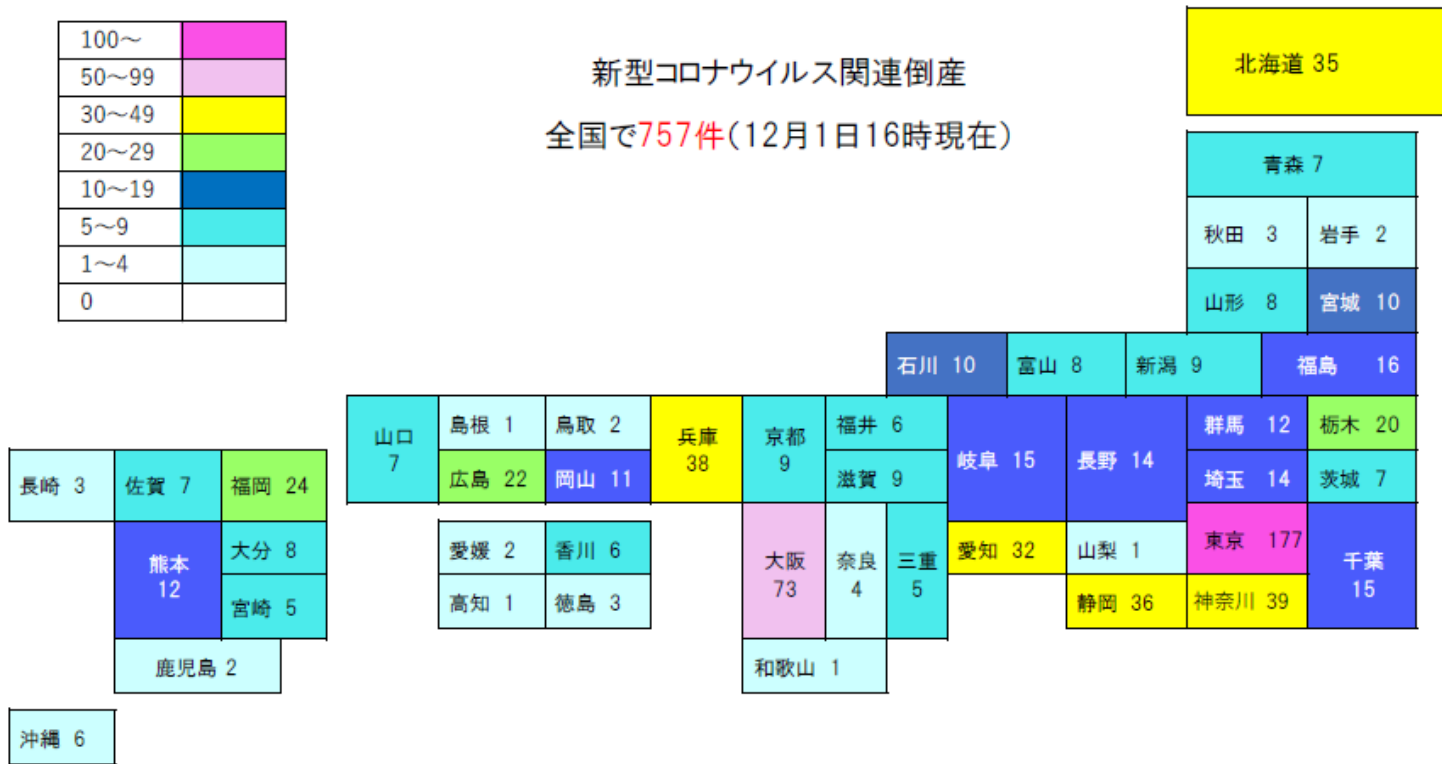 100～
50～99
30～49
20～29
10～19
5～9
1～4
0
新型コロナウイルス関連倒産
全国で757件(12月1日16時現在)
北海道 35
青森 7
秋田 3
岩手 2
山形 8
宮城 10
石川 10
富山 8
新潟 9
福島 16
山口
7
島根 1
鳥取 2
兵庫
38
京都
9
福井 6
岐阜 15
長野 14
群馬 12
栃木 20
広島 22
岡山 11
滋賀 9
埼玉 14
茨城 7
長崎 3
佐賀 7
福岡 24
熊本
12
大分 8
宮崎 5
愛媛 2
香川 6
高知 1
徳島 3
大阪
73
奈良
4
三重
5
愛知 32
山梨 1
東京 177
千葉
15
静岡 36
神奈川 39
鹿児島 2
和歌山 1
沖縄 6